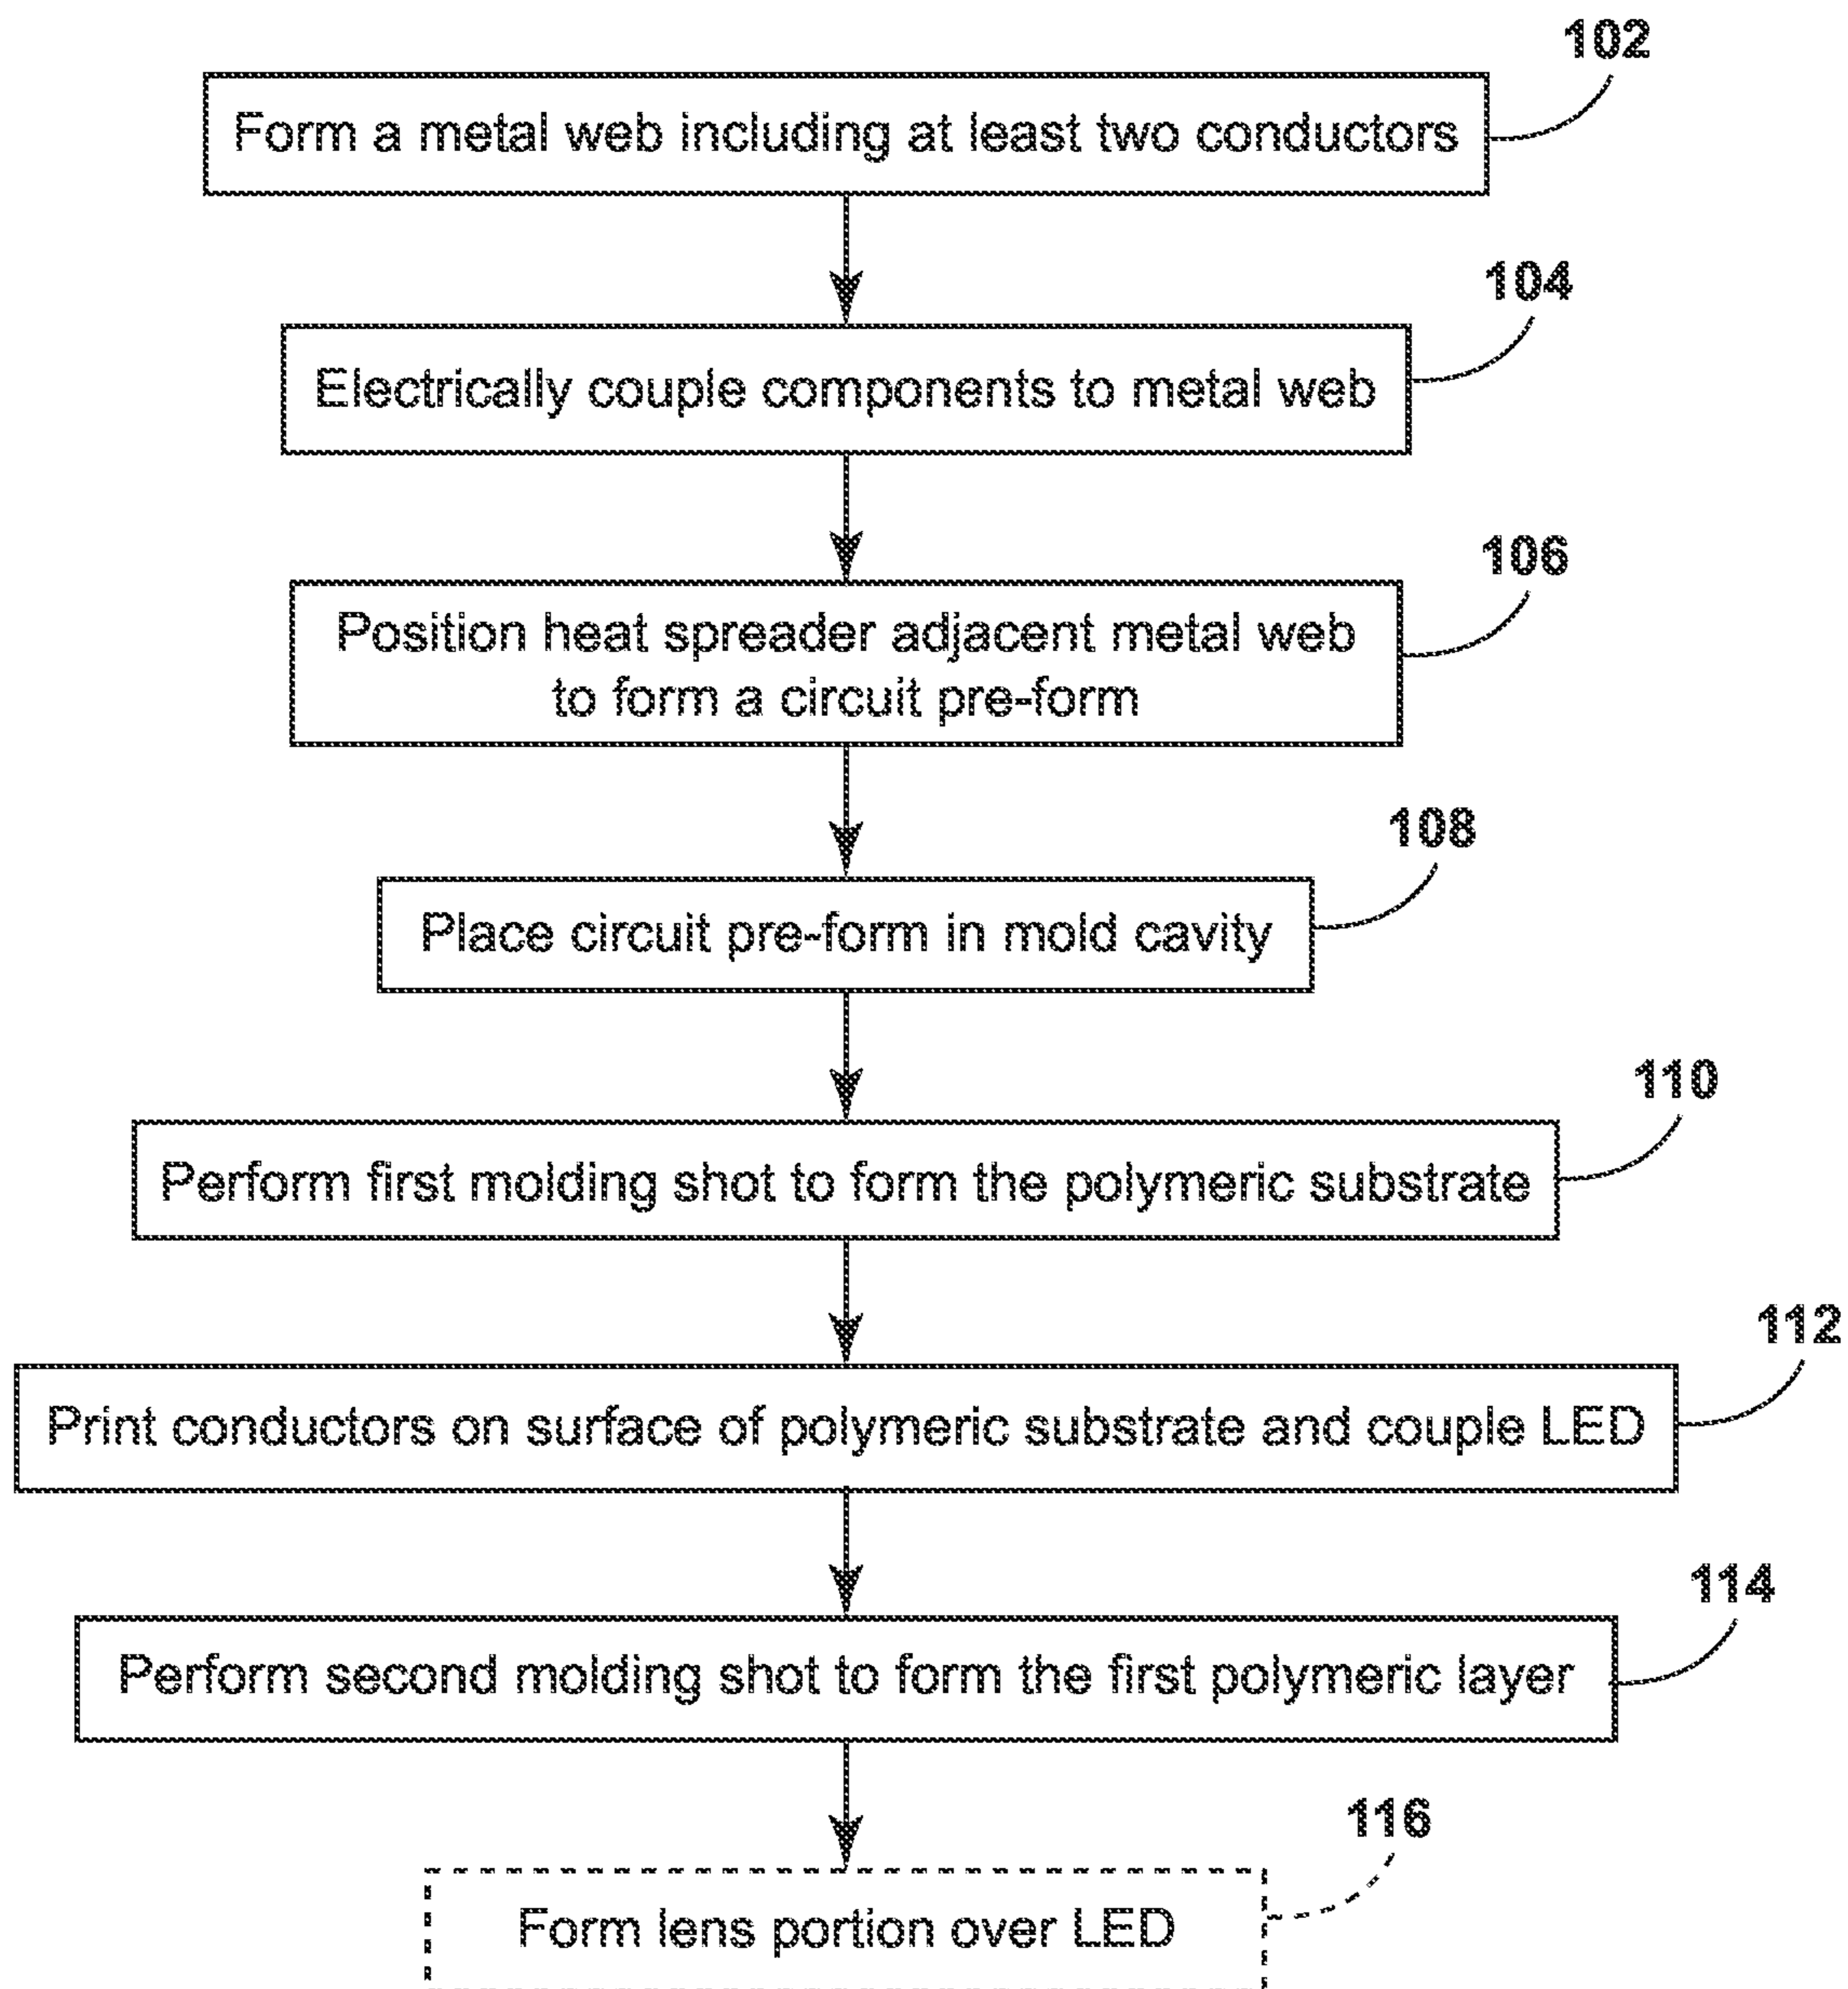 102
Form a metal web including at least two conductors
104
Electrically couple components to metal web
106
Position heat spreader adjacent metal web
to form a circuit pre-form
108
Place circuit pre-form in mold cavity
110
Perform first molding shot to form the polymeric substrate
112
Print conductors on surface of polymeric substrate and couple LED
114
Perform second molding shot to form the first polymeric layer
116
Form lens portion over LED